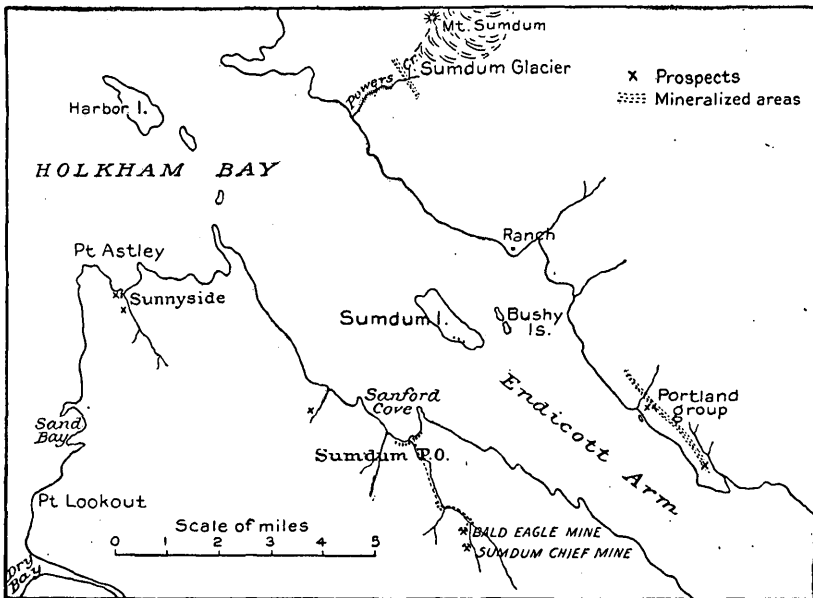 Mt. Sumdum
Powers Cr.
Sumdum Glacier
x Prospects
Mineralized areas
Harbor I.
HOLKHAM BAY
Pt Astley
Ranch
Sunnyside
Sumdum I.
Bushy
Is.
Endicott Arm
Portland
group
Sanford
Cove
Sand
Bay
Sumdum P.O.
Pt Lookout
Scale of miles
0 1 2 3 4 5
BALD EAGLE MINE
SUMDUM CHIEF MINE
Dry
Bay